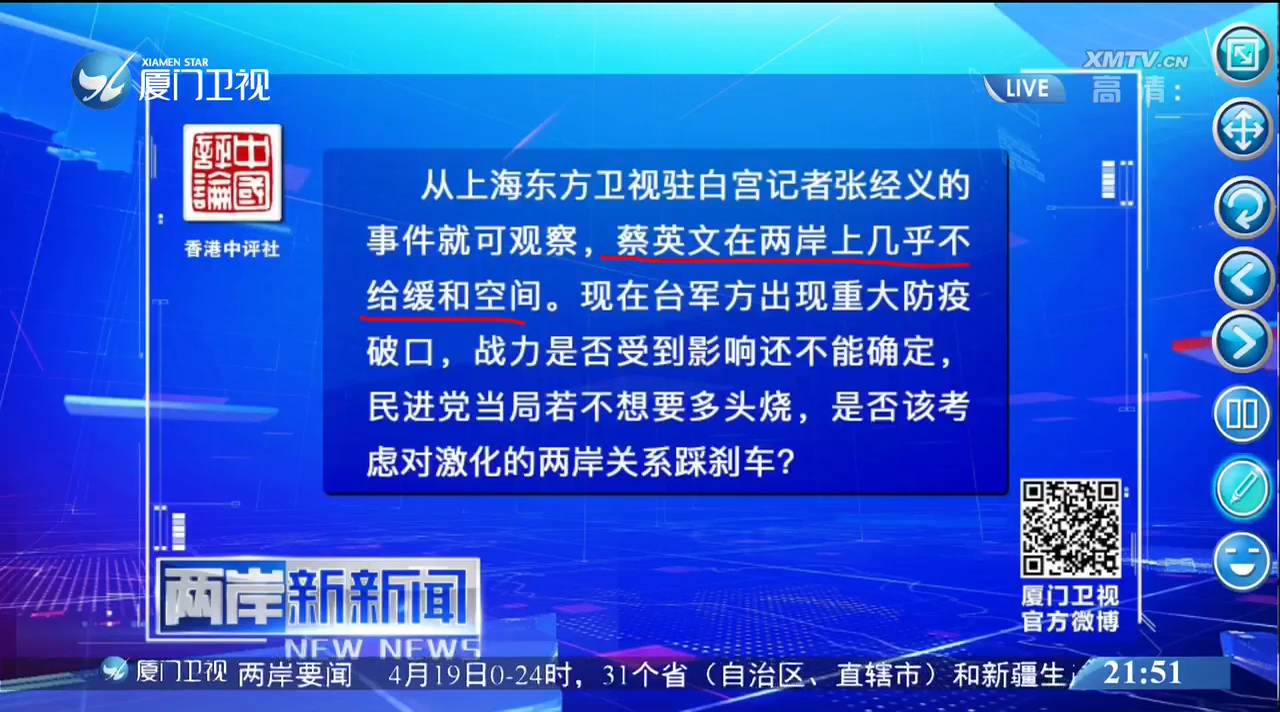 XIAMEN STAR
厦门卫视
XMTV.CN
LIVE
高清:
中國評論
香港中评社
从上海东方卫视驻白宫记者张经义的
事件就可观察，蔡英文在两岸上几乎不
给缓和空间。现在台军方出现重大防疫
破口，战力是否受到影响还不能确定，
民进党当局若不想要多头烧，是否该考
虑对激化的两岸关系踩刹车？
厦门卫视
官方微博
两岸新新闻
NEW NEWS
厦门卫视 两岸要闻 4月19日0-24时，31个省（自治区、直辖市）和新疆生
21:51